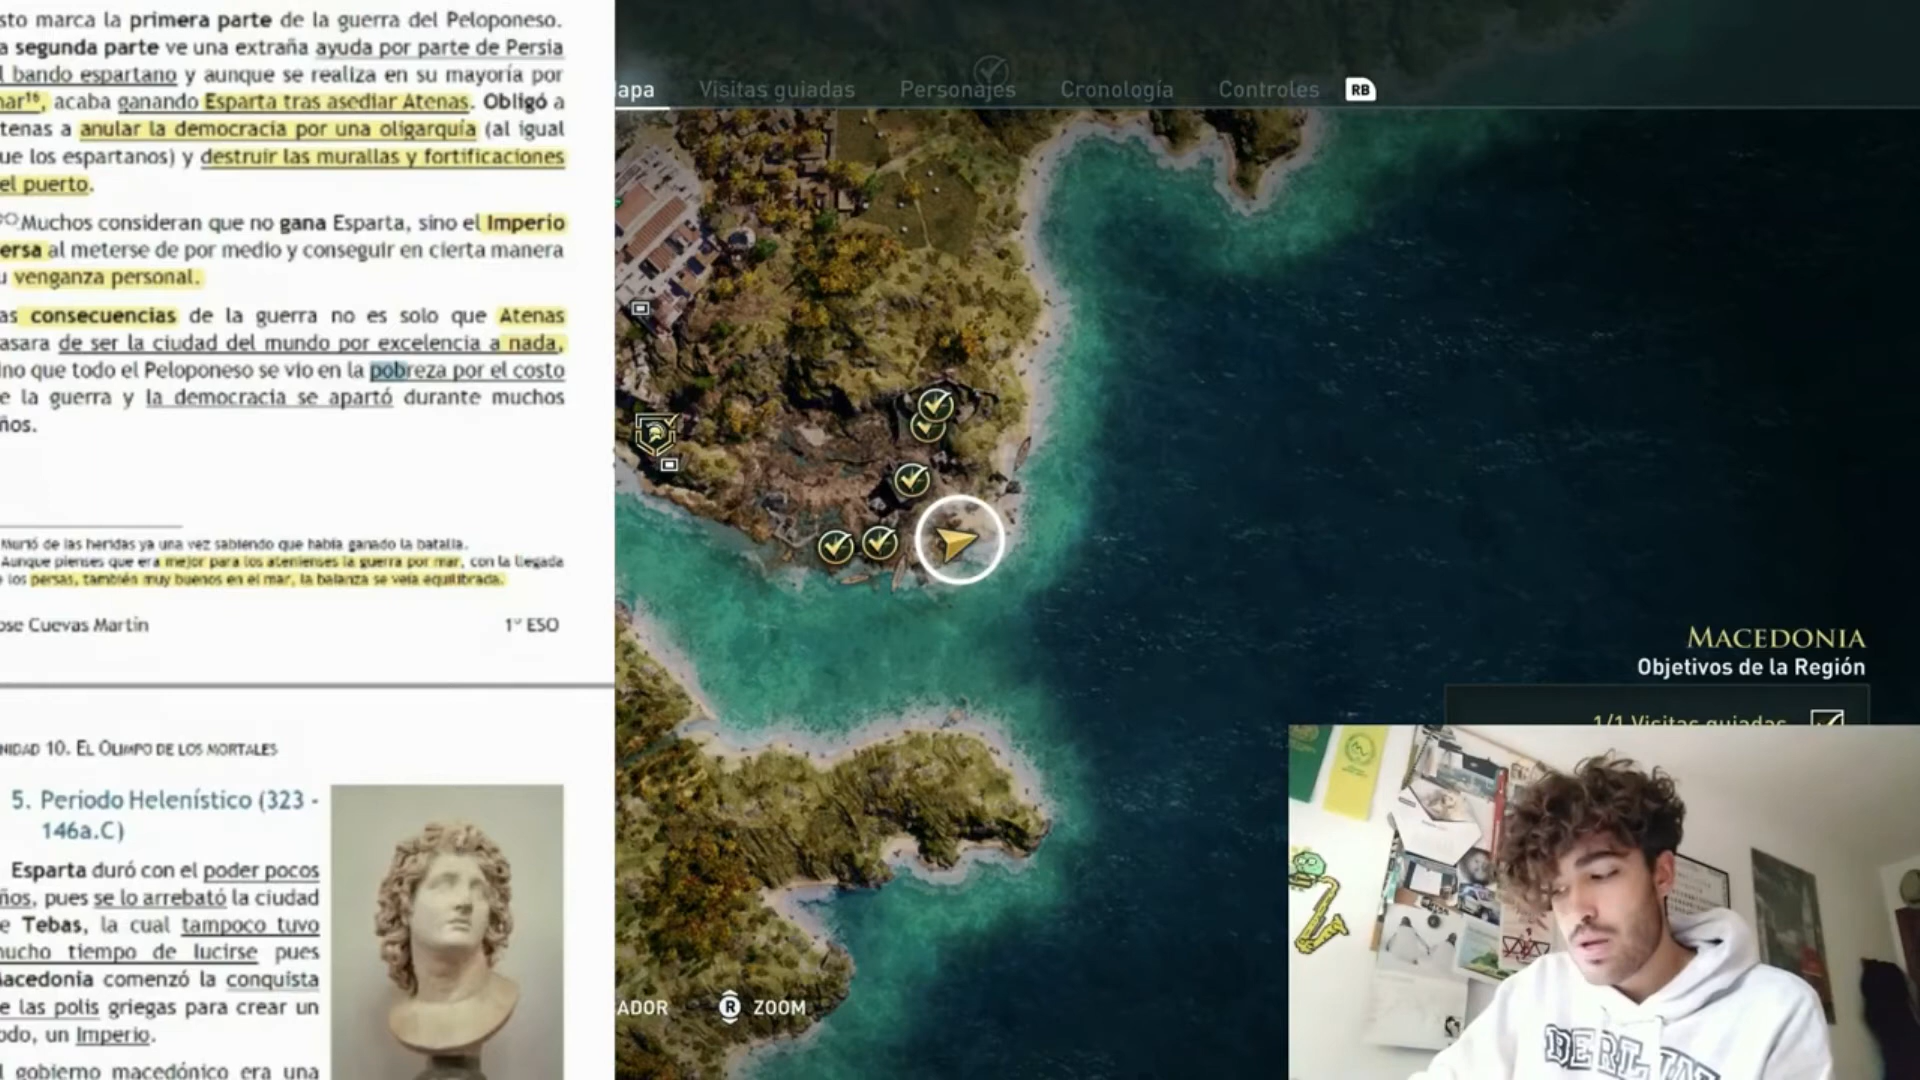 sto marca la primera parte de la guerra del Peloponeso.
a segunda parte ve una extraña ayuda por parte de Persia
l bando espartano y aunque se realiza en su mayoría por
mar¹⁶, acaba ganando Esparta tras asediar Atenas. Obligó a
tenas a anular la democracia por una oligarquía (al igual
ue los espartanos) y destruir las murallas y fortificaciones
el puerto.
Muchos consideran que no gana Esparta, sino el Imperio
ersa al meterse de por medio y conseguir en cierta manera
u venganza personal.
as consecuencias de la guerra no es solo que Atenas
asara de ser la ciudad del mundo por excelencia a nada,
ino que todo el Peloponeso se vio en la pobreza por el costo
e la guerra y la democracia se apartó durante muchos
ños.
Murió de las heridas ya una vez sabiendo que había ganado la batalla.
Aunque pienses que era mejor para los atenienses la guerra por mar, con la llegada
e los persas, también muy buenos en el mar, la balanza se veía equilibrada.
ose Cuevas Martín 1º ESO
NIDAD 10. EL OLIMPO DE LOS MORTALES
5. Periodo Helenístico (323 -
146a.C)
Esparta duró con el poder pocos
ños, pues se lo arrebató la ciudad
e Tebas, la cual tampoco tuvo
mucho tiempo de lucirse pues
Macedonia comenzó la conquista
e las polis griegas para crear un
odo, un Imperio.
l gobierno macedónico era una
apa Visitas guiadas Personajes Cronología Controles RB
MACEDONIA
Objetivos de la Región
1/1 Visitas guiadas
ADOR R ZOOM
BERLIN